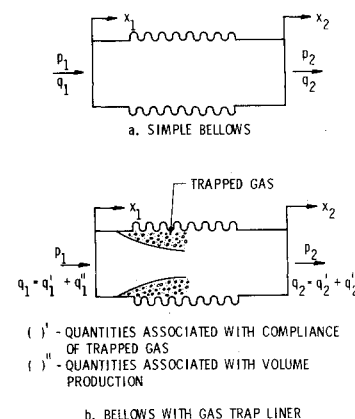 x₁ x₂
p₁ p₂
q₁ q₂
a. SIMPLE BELLOWS
TRAPPED GAS
x₁ x₂
p₁ p₂
q₁ = q₁' + q₁'' q₂ = q₂' + q₂'
( )' - QUANTITIES ASSOCIATED WITH COMPLIANCE
OF TRAPPED GAS
( )'' - QUANTITIES ASSOCIATED WITH VOLUME
PRODUCTION
b. BELLOWS WITH GAS TRAP LINER